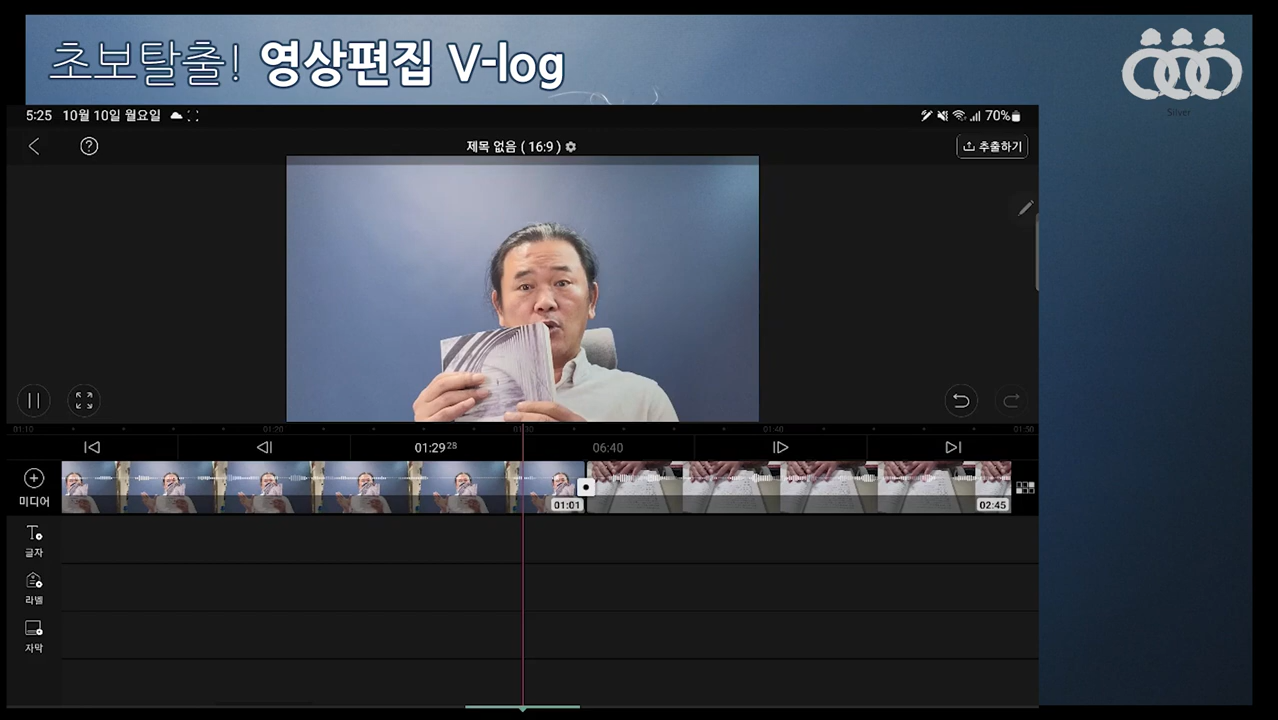 초보탈출! 영상편집 V-log
Silver
5:25 10월 10일 월요일
70%
제목 없음 ( 16:9 )
추출하기
01:10 01:20 01:30 01:40 01:50
01:29 28
06:40
미디어
01:01
02:45
글자
라벨
자막